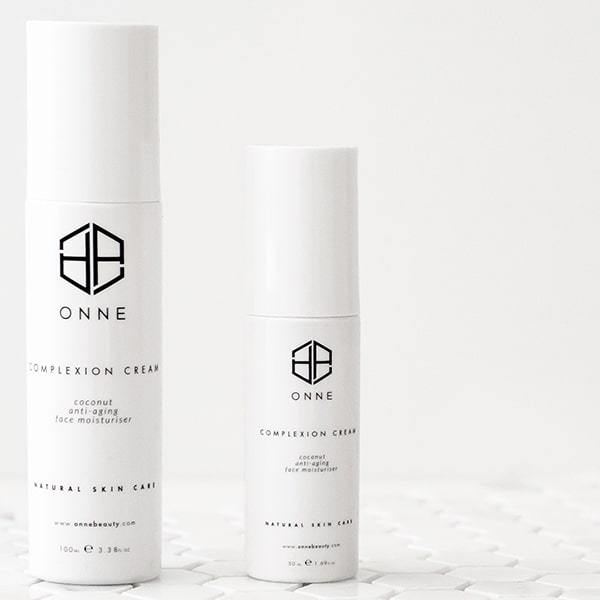 ONNE
COMPLEXION CREAM
coconut
anti-aging
face moisturiser
NATURAL SKIN CARE
www.onnebeauty.com
100ML e 3.38fl.oz
ONNE
COMPLEXION CREAM
coconut
anti-aging
face moisturiser
NATURAL SKIN CARE
www.onnebeauty.com
50ML e 1.69fl.oz